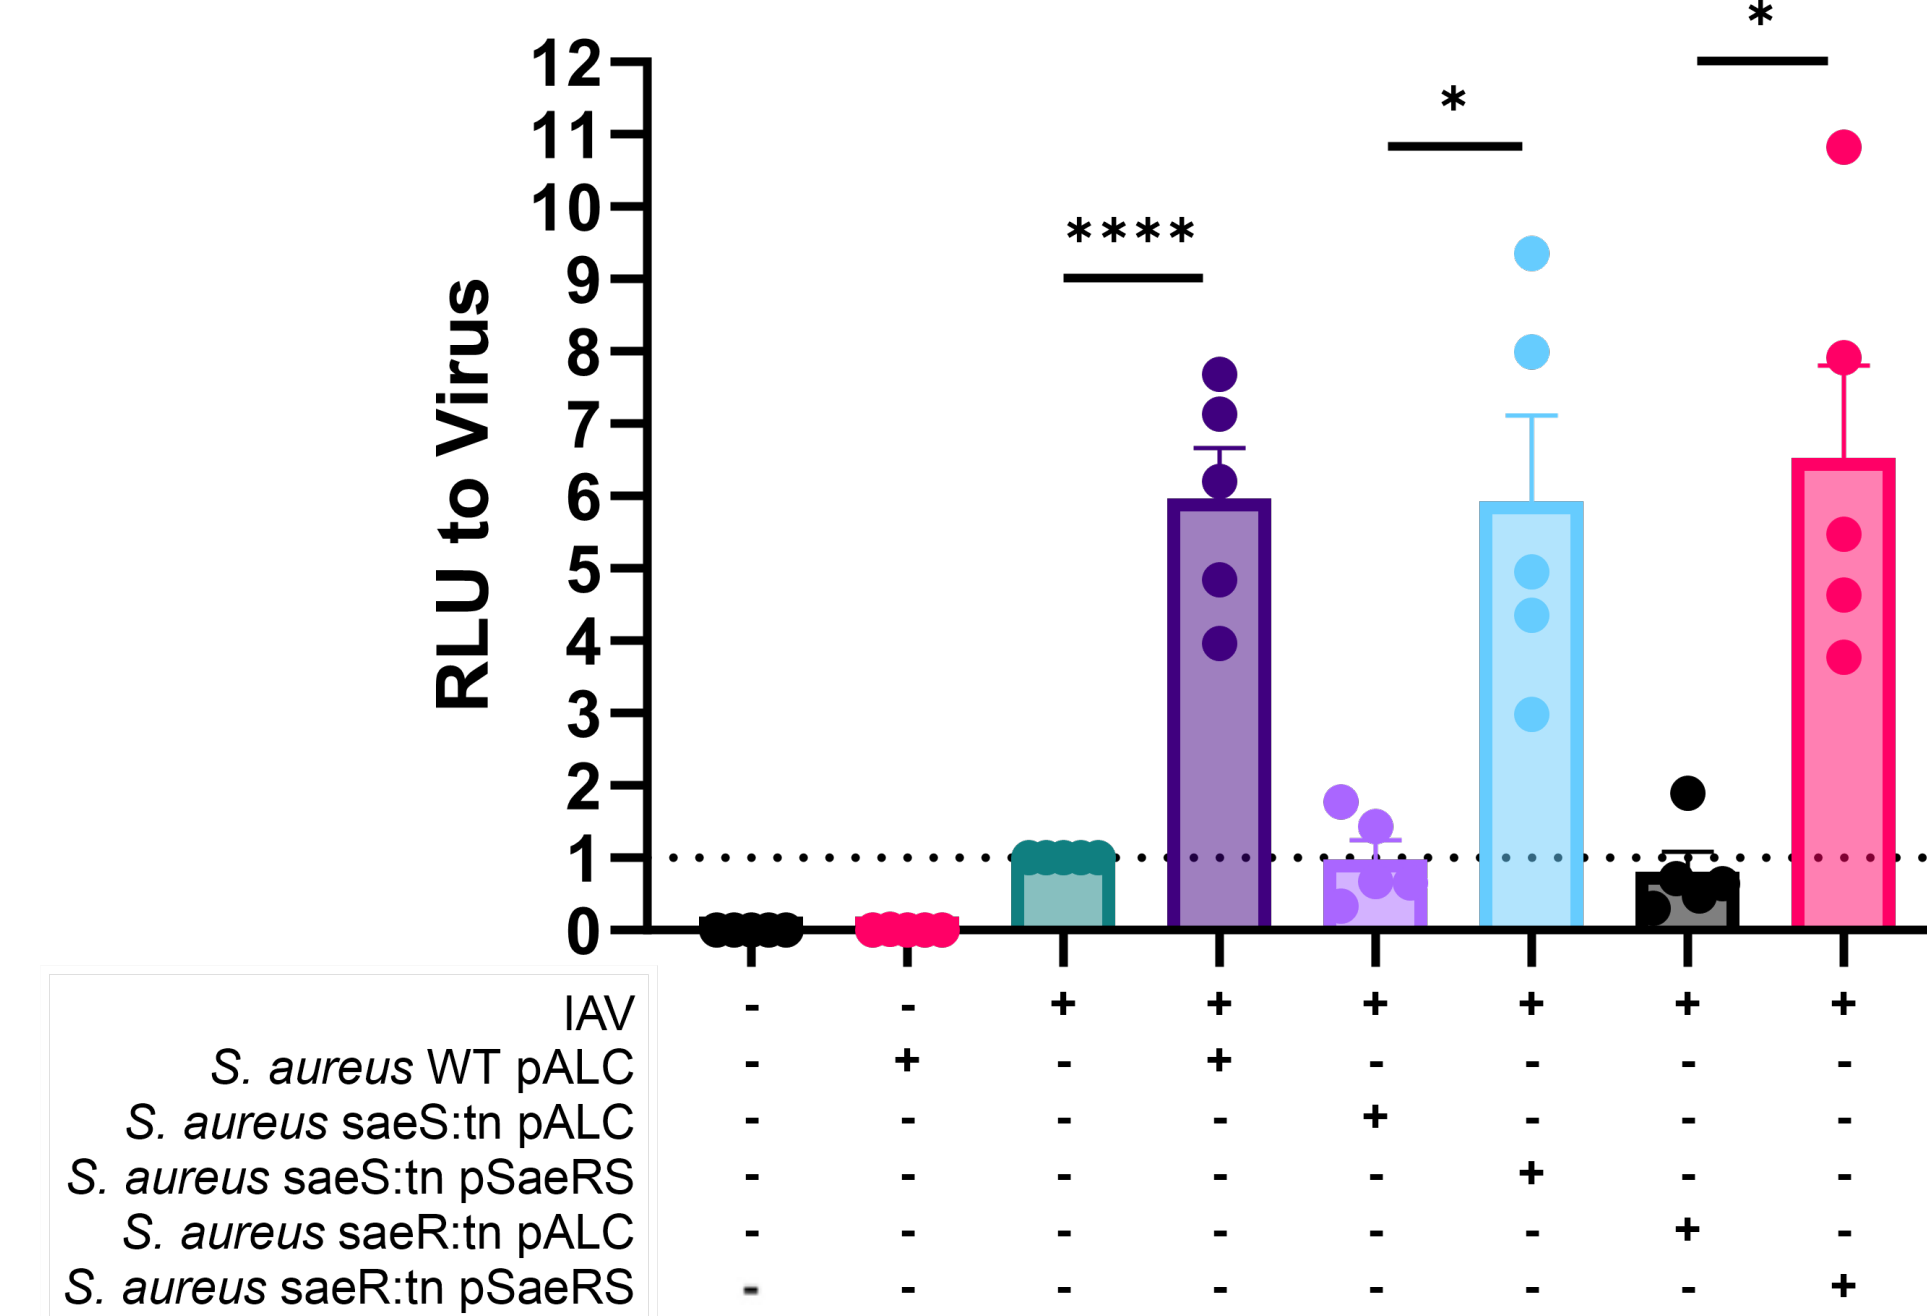 *
12
*
11
10
****
9
8
7
6
5
4
3
2
1
0
RLU to Virus
IAV - - + + + + + +
S. aureus WT pALC - + - + - - - -
S. aureus saeS:tn pALC - - - - + - - -
S. aureus saeS:tn pSaeRS - - - - - + - -
S. aureus saeR:tn pALC - - - - - - + -
S. aureus saeR:tn pSaeRS - - - - - - - +